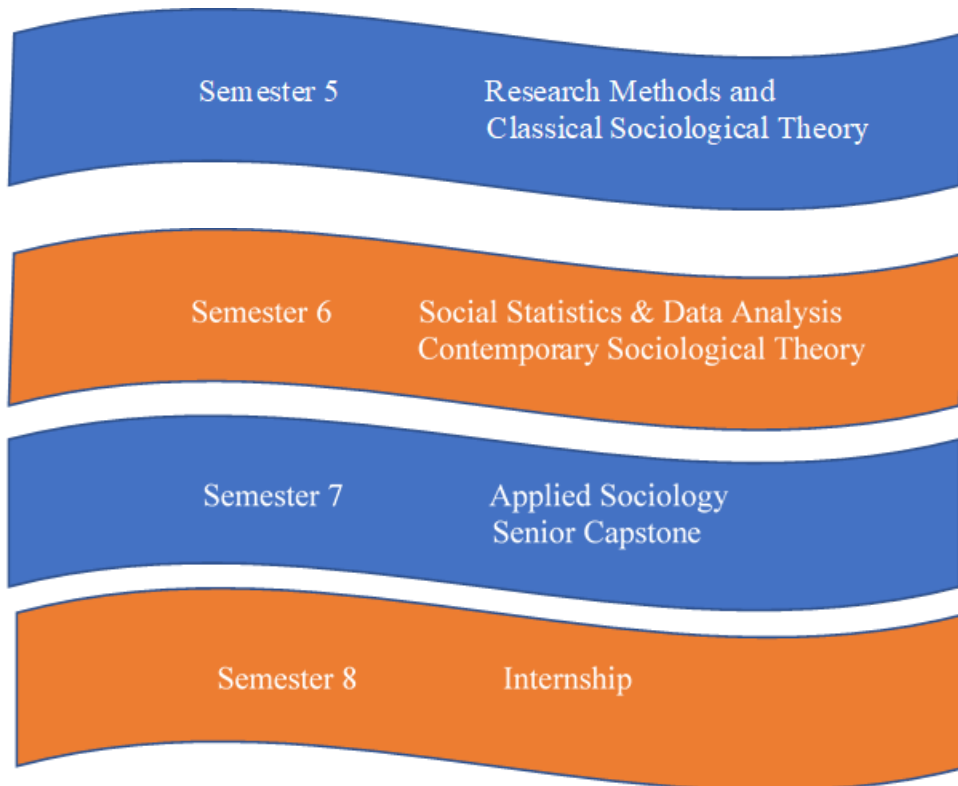 Semester 5 Research Methods and
Classical Sociological Theory
Semester 6 Social Statistics & Data Analysis
Contemporary Sociological Theory
Semester 7 Applied Sociology
Senior Capstone
Semester 8 Internship